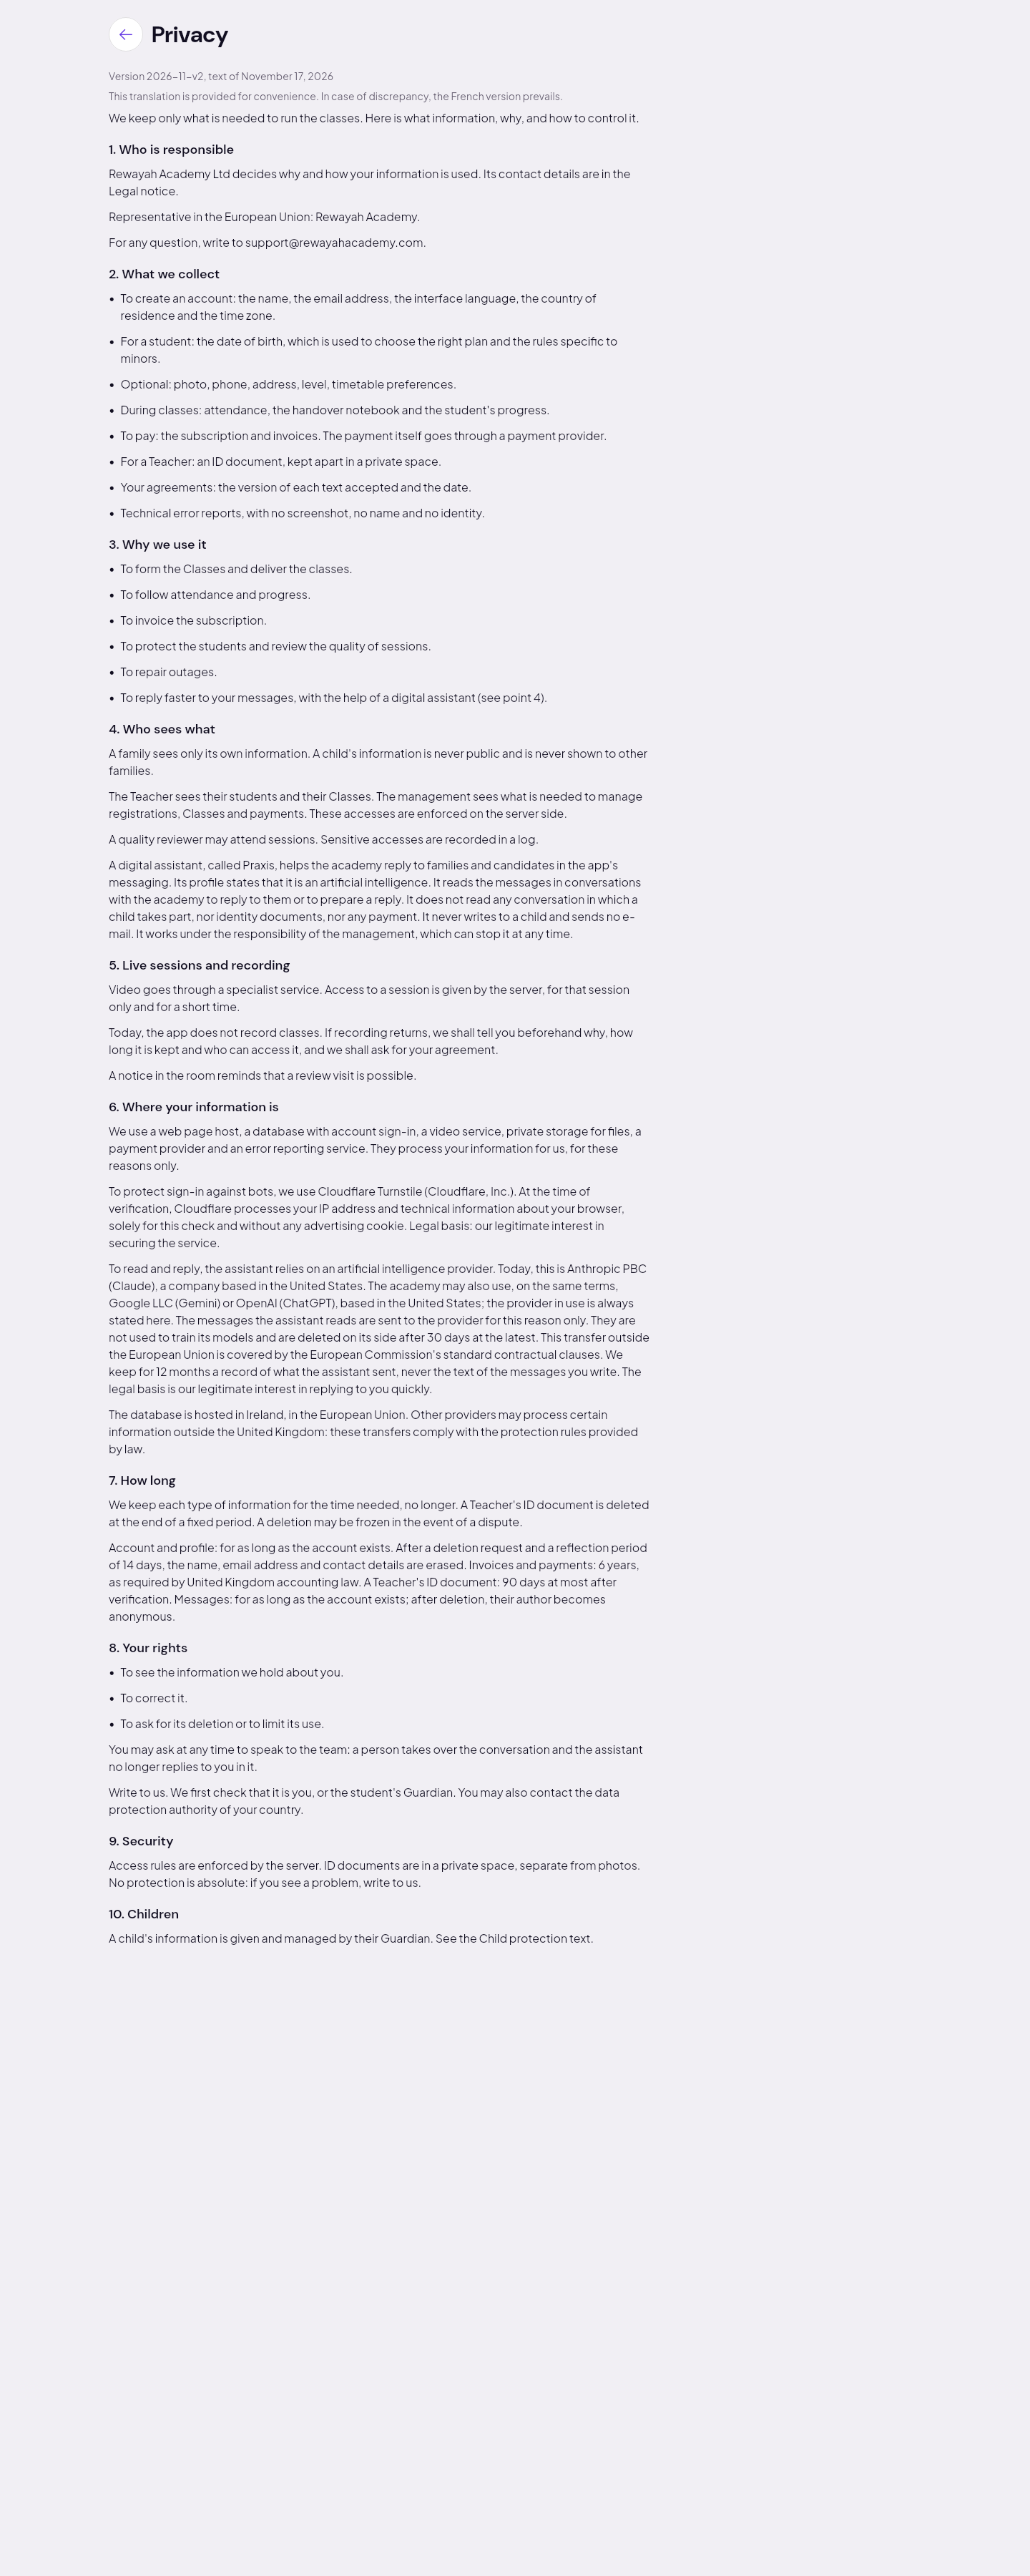 Privacy
Version 2026-11-v2, text of November 17, 2026
This translation is provided for convenience. In case of discrepancy, the French version prevails.
We keep only what is needed to run the classes. Here is what information, why, and how to control it.
1. Who is responsible
Rewayah Academy Ltd decides why and how your information is used. Its contact details are in the
Legal notice.
Representative in the European Union: Rewayah Academy.
For any question, write to support@rewayahacademy.com.
2. What we collect
• To create an account: the name, the email address, the interface language, the country of
residence and the time zone.
• For a student: the date of birth, which is used to choose the right plan and the rules specific to
minors.
• Optional: photo, phone, address, level, timetable preferences.
• During classes: attendance, the handover notebook and the student's progress.
• To pay: the subscription and invoices. The payment itself goes through a payment provider.
• For a Teacher: an ID document, kept apart in a private space.
• Your agreements: the version of each text accepted and the date.
• Technical error reports, with no screenshot, no name and no identity.
3. Why we use it
• To form the Classes and deliver the classes.
• To follow attendance and progress.
• To invoice the subscription.
• To protect the students and review the quality of sessions.
• To repair outages.
• To reply faster to your messages, with the help of a digital assistant (see point 4).
4. Who sees what
A family sees only its own information. A child's information is never public and is never shown to other
families.
The Teacher sees their students and their Classes. The management sees what is needed to manage
registrations, Classes and payments. These accesses are enforced on the server side.
A quality reviewer may attend sessions. Sensitive accesses are recorded in a log.
A digital assistant, called Praxis, helps the academy reply to families and candidates in the app's
messaging. Its profile states that it is an artificial intelligence. It reads the messages in conversations
with the academy to reply to them or to prepare a reply. It does not read any conversation in which a
child takes part, nor identity documents, nor any payment. It never writes to a child and sends no e-
mail. It works under the responsibility of the management, which can stop it at any time.
5. Live sessions and recording
Video goes through a specialist service. Access to a session is given by the server, for that session
only and for a short time.
Today, the app does not record classes. If recording returns, we shall tell you beforehand why, how
long it is kept and who can access it, and we shall ask for your agreement.
A notice in the room reminds that a review visit is possible.
6. Where your information is
We use a web page host, a database with account sign-in, a video service, private storage for files, a
payment provider and an error reporting service. They process your information for us, for these
reasons only.
To protect sign-in against bots, we use Cloudflare Turnstile (Cloudflare, Inc.). At the time of
verification, Cloudflare processes your IP address and technical information about your browser,
solely for this check and without any advertising cookie. Legal basis: our legitimate interest in
securing the service.
To read and reply, the assistant relies on an artificial intelligence provider. Today, this is Anthropic PBC
(Claude), a company based in the United States. The academy may also use, on the same terms,
Google LLC (Gemini) or OpenAI (ChatGPT), based in the United States; the provider in use is always
stated here. The messages the assistant reads are sent to the provider for this reason only. They are
not used to train its models and are deleted on its side after 30 days at the latest. This transfer outside
the European Union is covered by the European Commission's standard contractual clauses. We
keep for 12 months a record of what the assistant sent, never the text of the messages you write. The
legal basis is our legitimate interest in replying to you quickly.
The database is hosted in Ireland, in the European Union. Other providers may process certain
information outside the United Kingdom: these transfers comply with the protection rules provided
by law.
7. How long
We keep each type of information for the time needed, no longer. A Teacher's ID document is deleted
at the end of a fixed period. A deletion may be frozen in the event of a dispute.
Account and profile: for as long as the account exists. After a deletion request and a reflection period
of 14 days, the name, email address and contact details are erased. Invoices and payments: 6 years,
as required by United Kingdom accounting law. A Teacher's ID document: 90 days at most after
verification. Messages: for as long as the account exists; after deletion, their author becomes
anonymous.
8. Your rights
• To see the information we hold about you.
• To correct it.
• To ask for its deletion or to limit its use.
You may ask at any time to speak to the team: a person takes over the conversation and the assistant
no longer replies to you in it.
Write to us. We first check that it is you, or the student's Guardian. You may also contact the data
protection authority of your country.
9. Security
Access rules are enforced by the server. ID documents are in a private space, separate from photos.
No protection is absolute: if you see a problem, write to us.
10. Children
A child's information is given and managed by their Guardian. See the Child protection text.